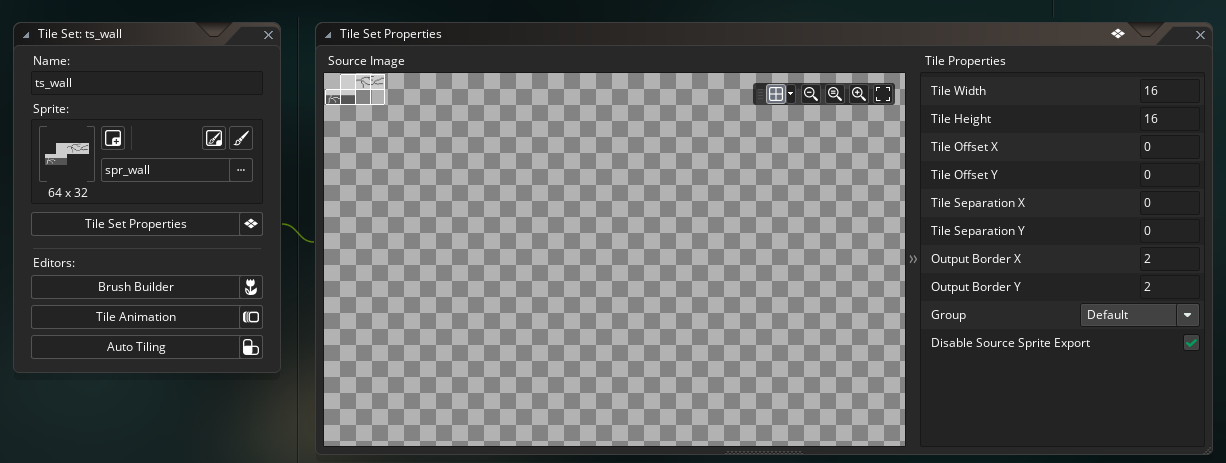 Tile Set: ts_wall
Name:
ts_wall
Sprite:
spr_wall
...
64 x 32
Tile Set Properties
Editors:
Brush Builder
Tile Animation
Auto Tiling
Tile Set Properties
Source Image
Tile Properties
Tile Width 16
Tile Height 16
Tile Offset X 0
Tile Offset Y 0
Tile Separation X 0
Tile Separation Y 0
Output Border X 2
Output Border Y 2
Group Default
Disable Source Sprite Export